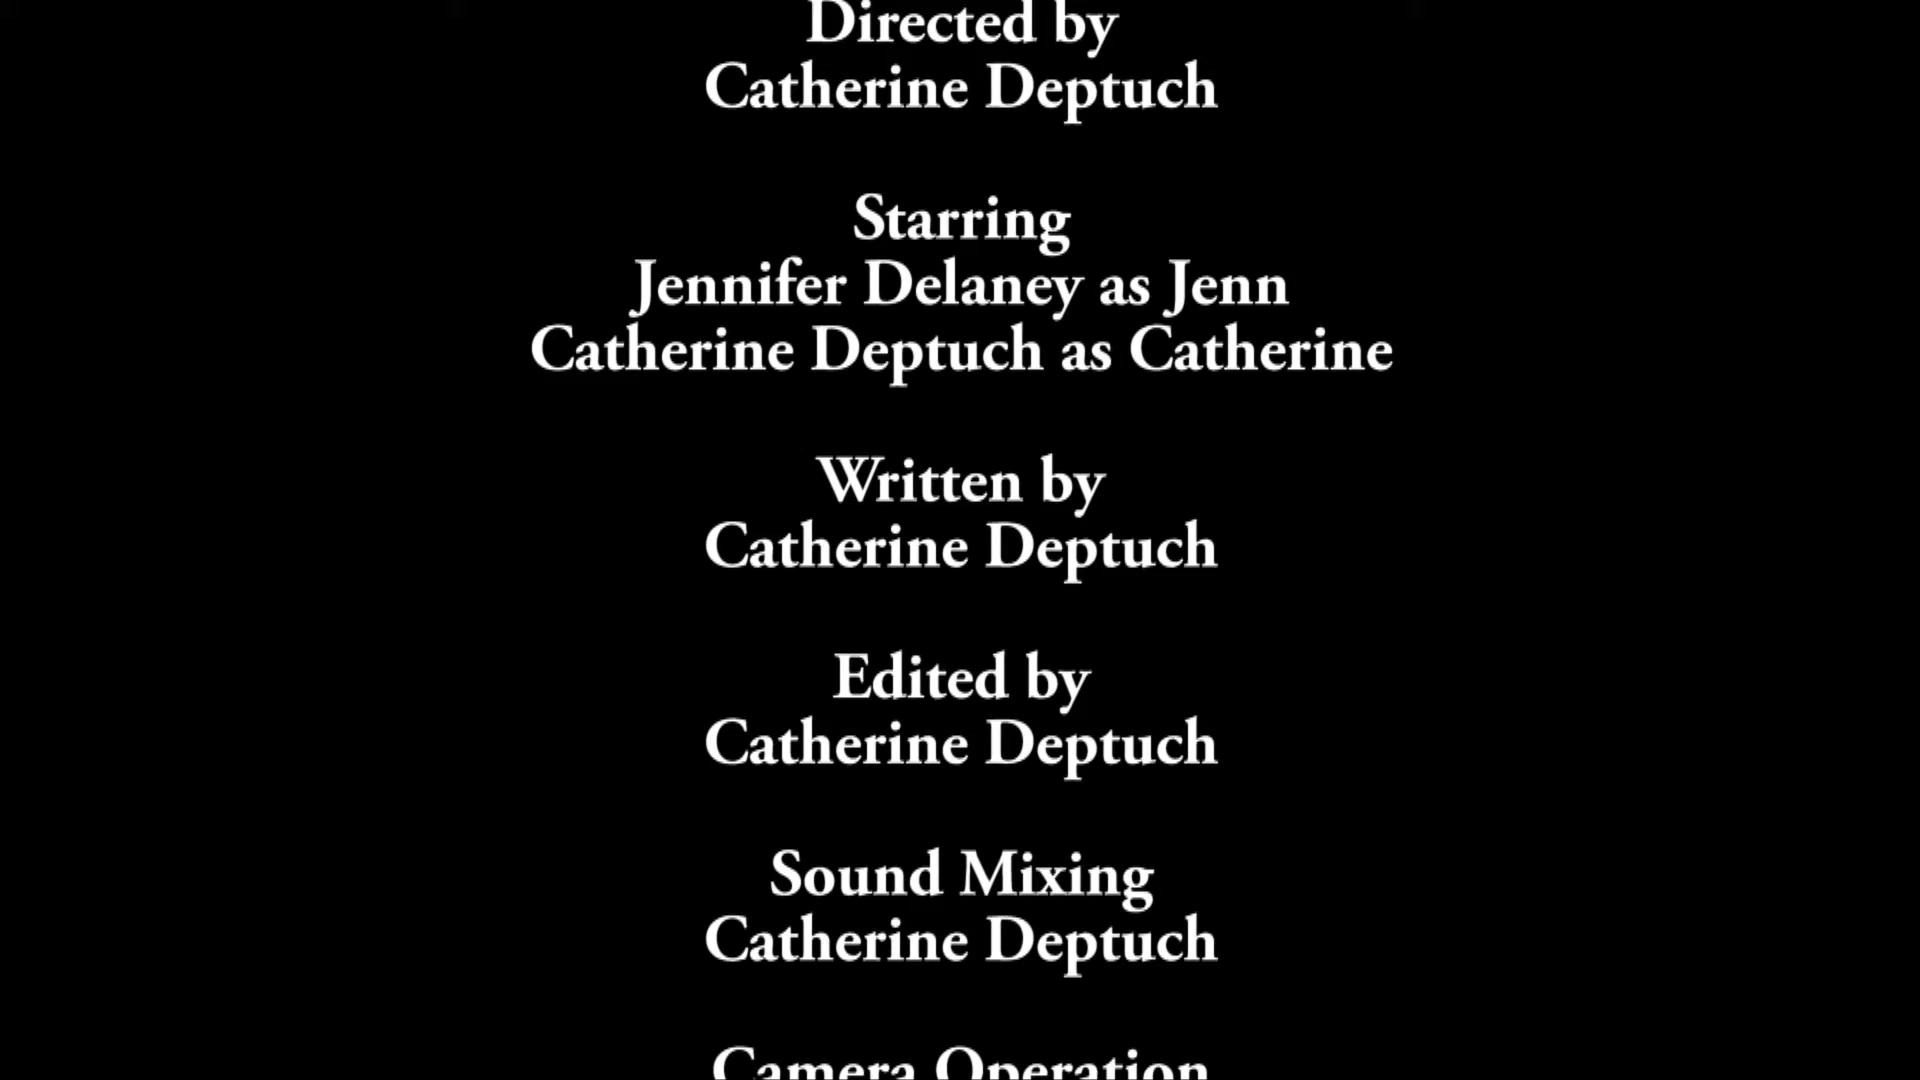 Directed by
Catherine Deptuch
Starring
Jennifer Delaney as Jenn
Catherine Deptuch as Catherine
Written by
Catherine Deptuch
Edited by
Catherine Deptuch
Sound Mixing
Catherine Deptuch
Camera Operation